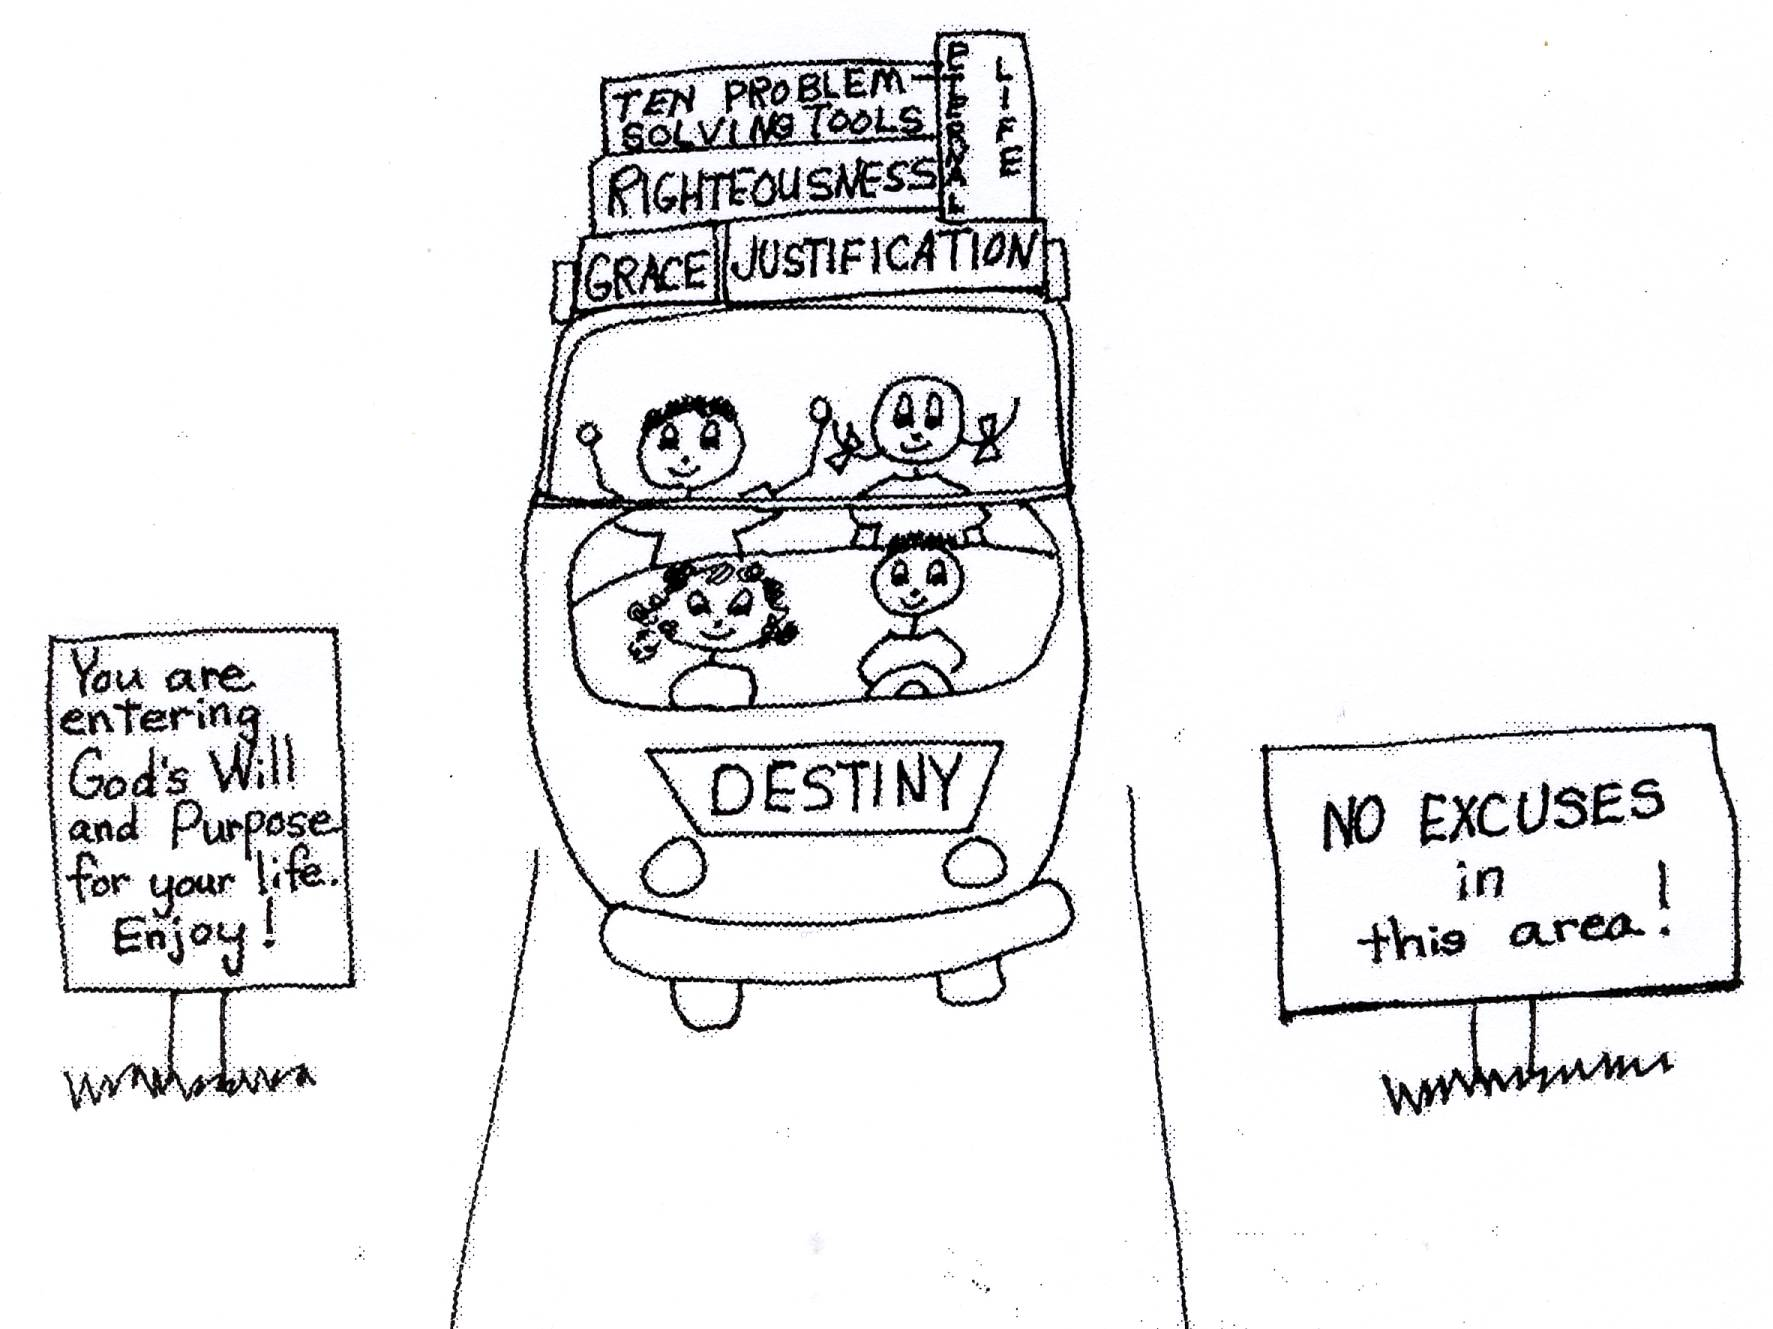 TEN PROBLEM-
SOLVING TOOLS
ETERNAL
LIFE
RIGHTEOUSNESS
GRACE
JUSTIFICATION
DESTINY
You are
entering
God's Will
and Purpose
for your life.
Enjoy!
NO EXCUSES
in
this area!